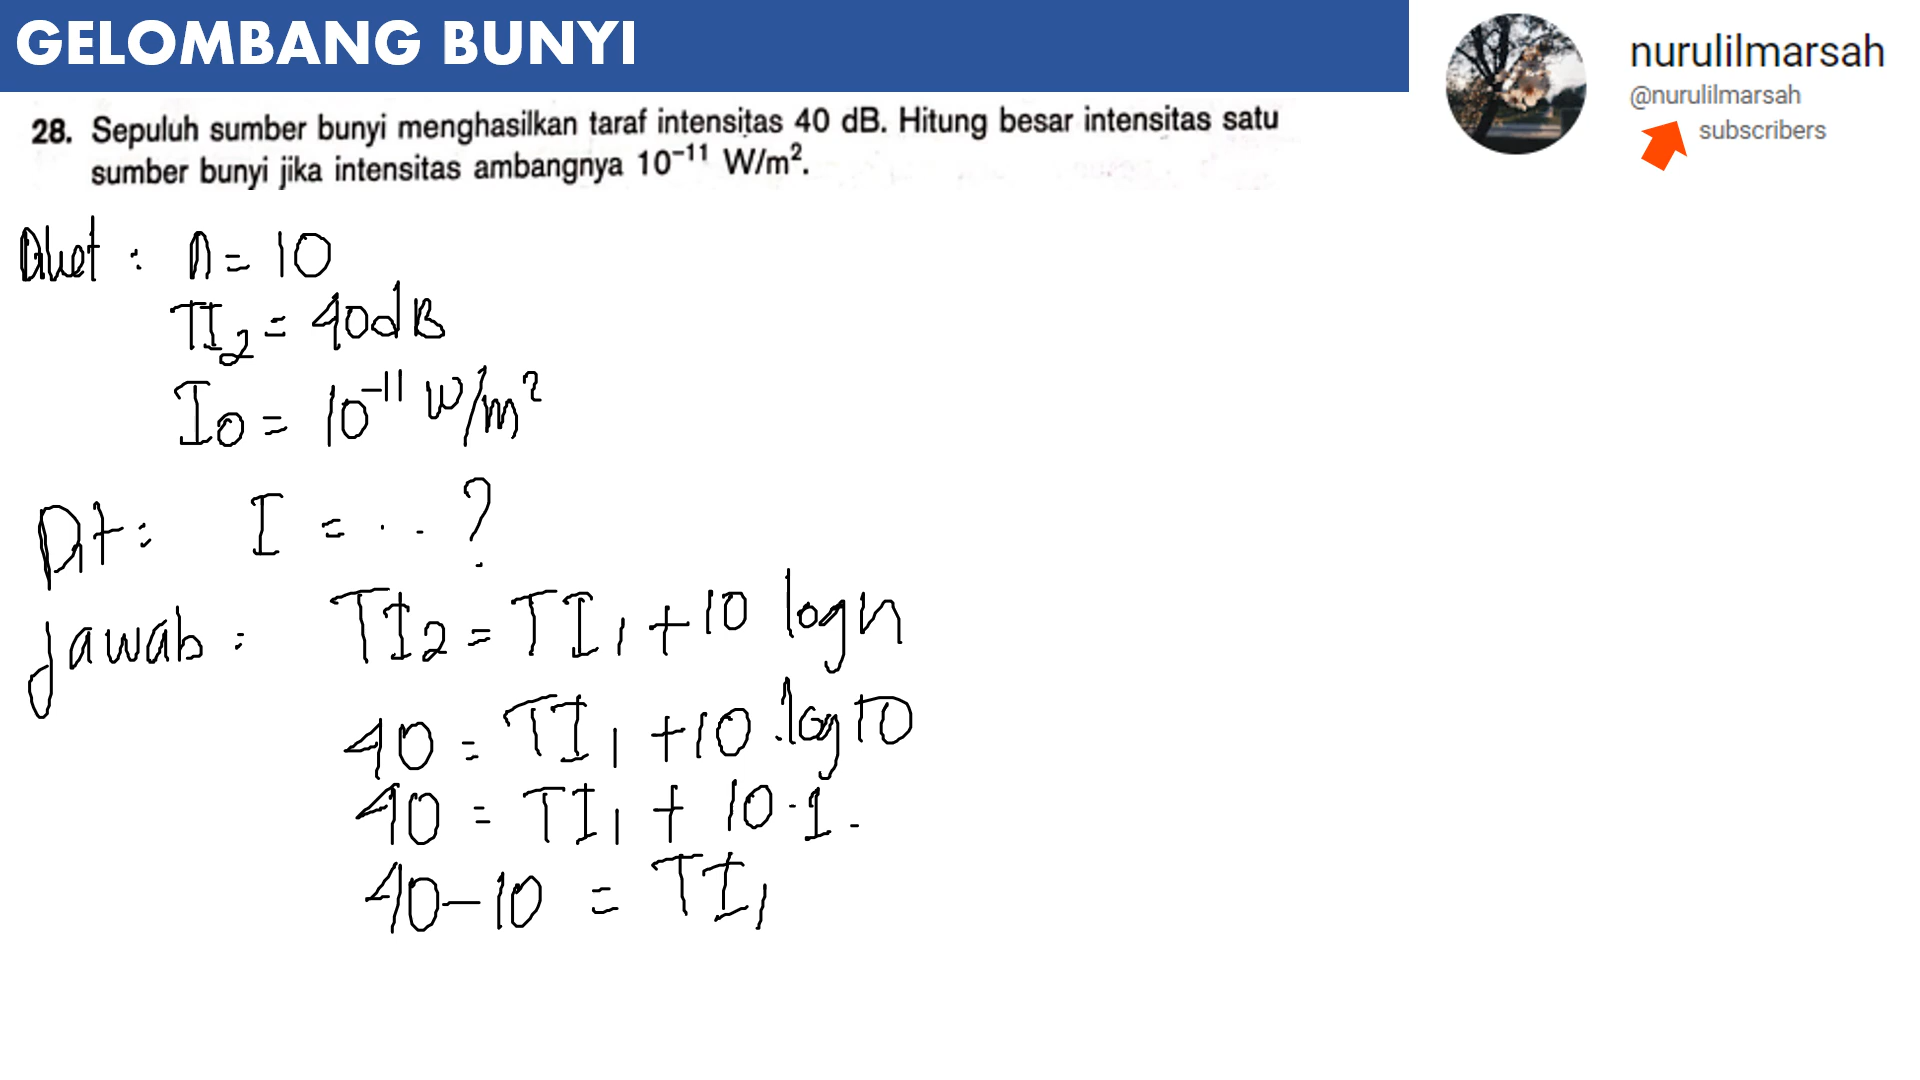 GELOMBANG BUNYI
nurulilmarsah
@nurulilmarsah
subscribers
28. Sepuluh sumber bunyi menghasilkan taraf intensitas 40 dB. Hitung besar intensitas satu
sumber bunyi jika intensitas ambangnya 10⁻¹¹ W/m².
Diket : n = 10
TI₂ = 40dB
I₀ = 10⁻¹¹ W/m²
Dit : I = ... ?
Jawab : TI₂ = TI₁ + 10 log n
40 = TI₁ + 10 . log 10
40 = TI₁ + 10 . 1 .
40 - 10 = TI₁